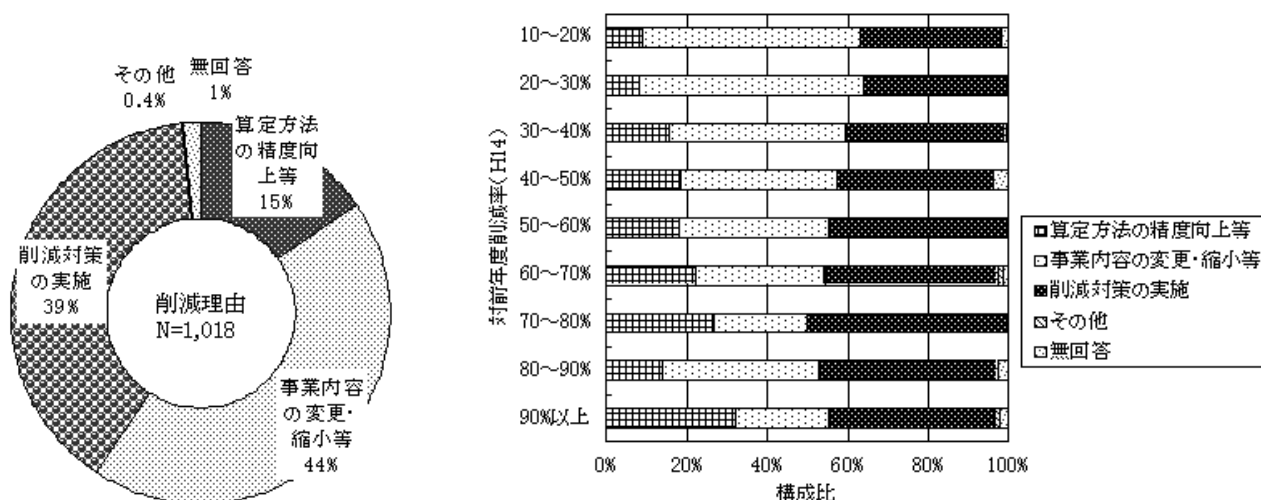 その他
0.4%
無回答
1%
算定方法
の精度向
上等
15%
削減対策
の実施
39%
削減理由
N=1,018
事業内容
の変更・
縮小等
44%
対前年度削減率(H14)
10～20%
20～30%
30～40%
40～50%
50～60%
60～70%
70～80%
80～90%
90%以上
0%
20%
40%
60%
80%
100%
構成比
算定方法の精度向上等
事業内容の変更・縮小等
削減対策の実施
その他
無回答